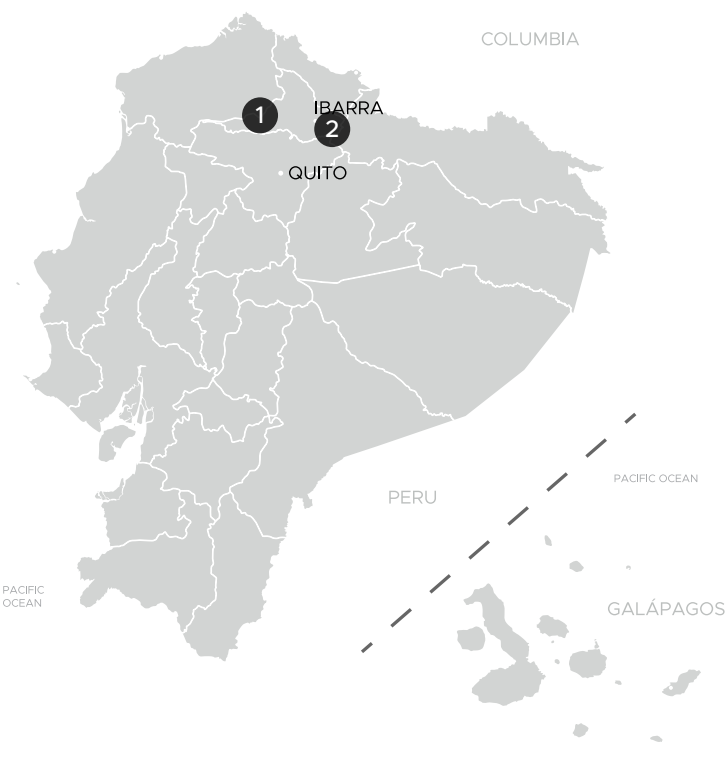 COLUMBIA
1
IBARRA
2
QUITO
PACIFIC OCEAN
PERU
PACIFIC
OCEAN
GALÁPAGOS